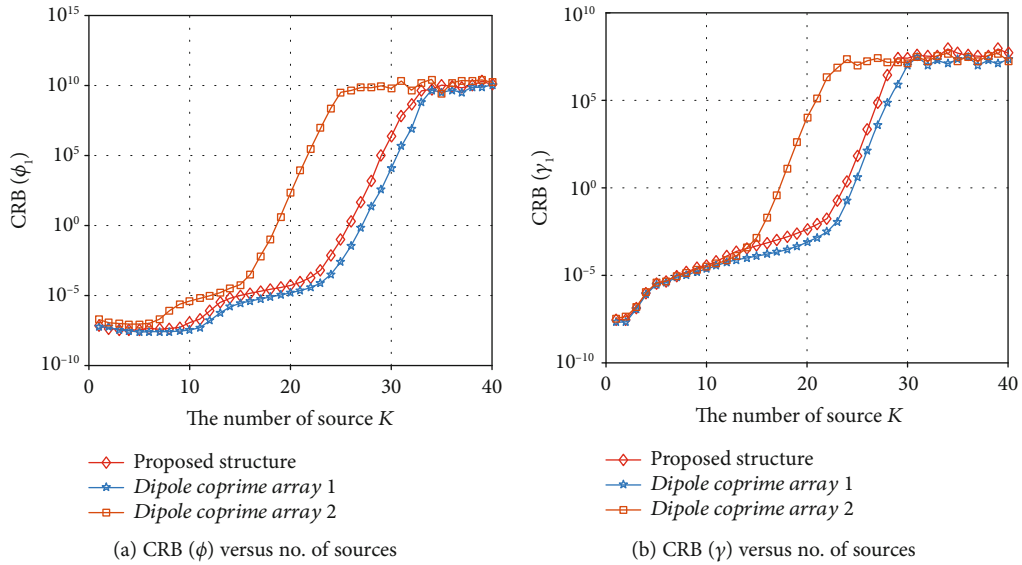 10^15
10^10
10^5
10^0
10^−5
10^−10
CRB (ϕ₁)
0 10 20 30 40
The number of source K
Proposed structure
Dipole coprime array 1
Dipole coprime array 2
(a) CRB (ϕ) versus no. of sources
10^10
10^5
10^0
10^−5
10^−10
CRB (γ₁)
0 10 20 30 40
The number of source K
Proposed structure
Dipole coprime array 1
Dipole coprime array 2
(b) CRB (γ) versus no. of sources